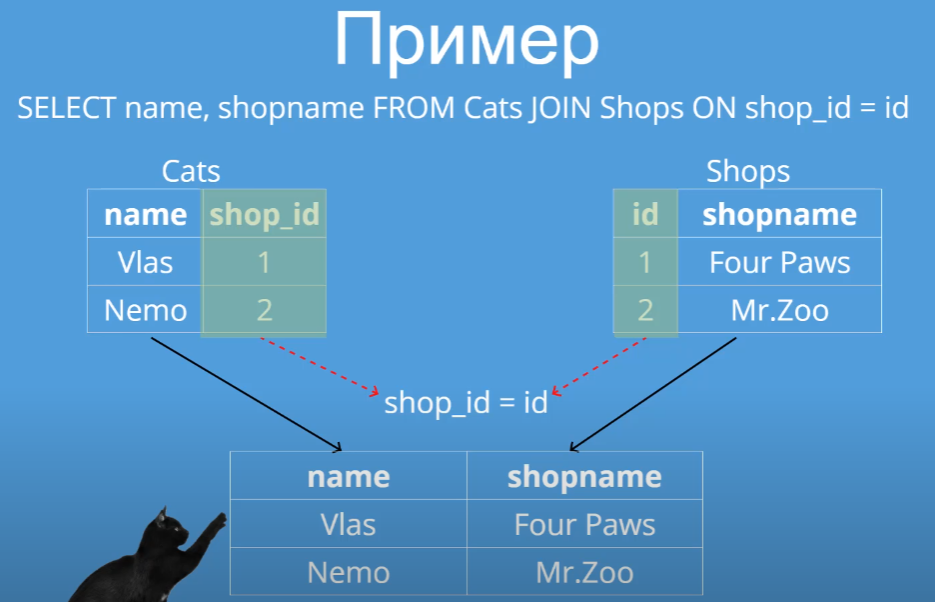 Пример
SELECT name, shopname FROM Cats JOIN Shops ON shop_id = id
Cats
name shop_id
Vlas 1
Nemo 2
Shops
id shopname
1 Four Paws
2 Mr.Zoo
shop_id = id
name shopname
Vlas Four Paws
Nemo Mr.Zoo